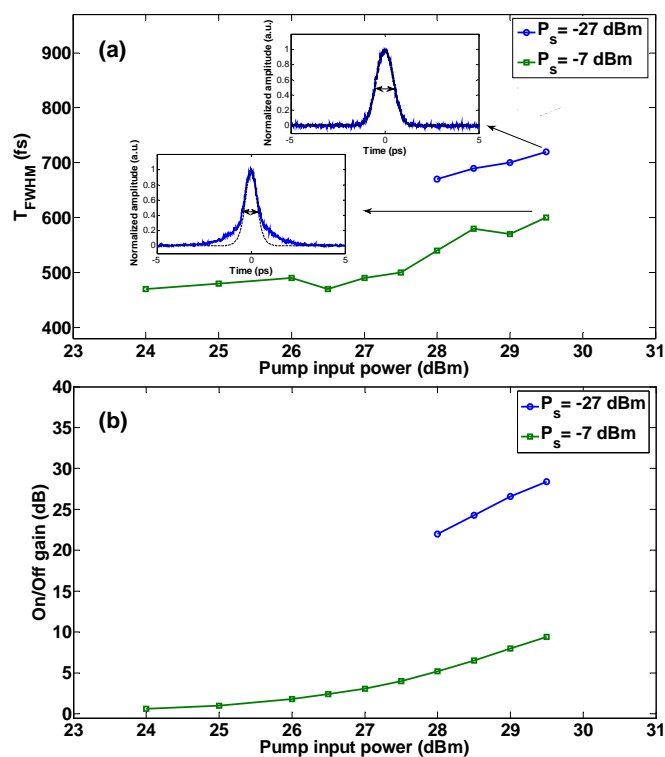 (a)
P_s = -27 dBm
P_s = -7 dBm
Normalized amplitude (a.u.)
1
0.8
0.6
0.4
0.2
0
-5
0
5
Time (ps)
Normalized amplitude (a.u.)
1
0.8
0.6
0.4
0.2
0
-5
0
5
Time (ps)
T_FWHM (fs)
900
800
700
600
500
400
23 24 25 26 27 28 29 30 31
Pump input power (dBm)
(b)
P_s = -27 dBm
P_s = -7 dBm
On/Off gain (dB)
40
35
30
25
20
15
10
5
0
23 24 25 26 27 28 29 30 31
Pump input power (dBm)